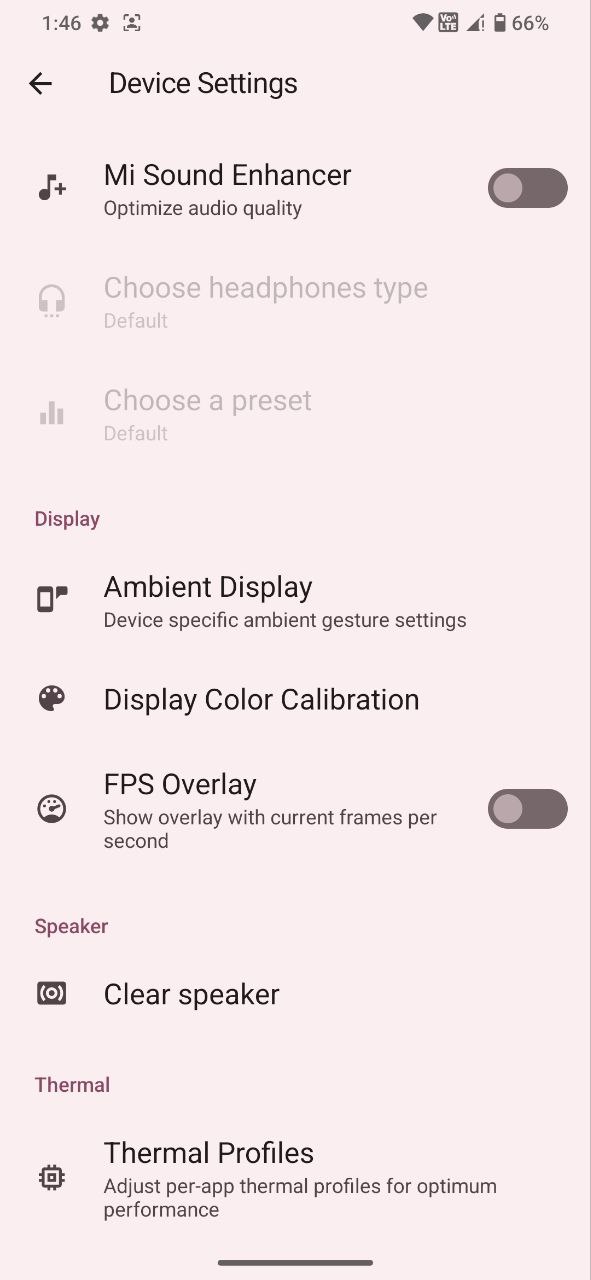 1:46
Vo LTE
66%
Device Settings
Mi Sound Enhancer
Optimize audio quality
Choose headphones type
Default
Choose a preset
Default
Display
Ambient Display
Device specific ambient gesture settings
Display Color Calibration
FPS Overlay
Show overlay with current frames per
second
Speaker
Clear speaker
Thermal
Thermal Profiles
Adjust per-app thermal profiles for optimum
performance